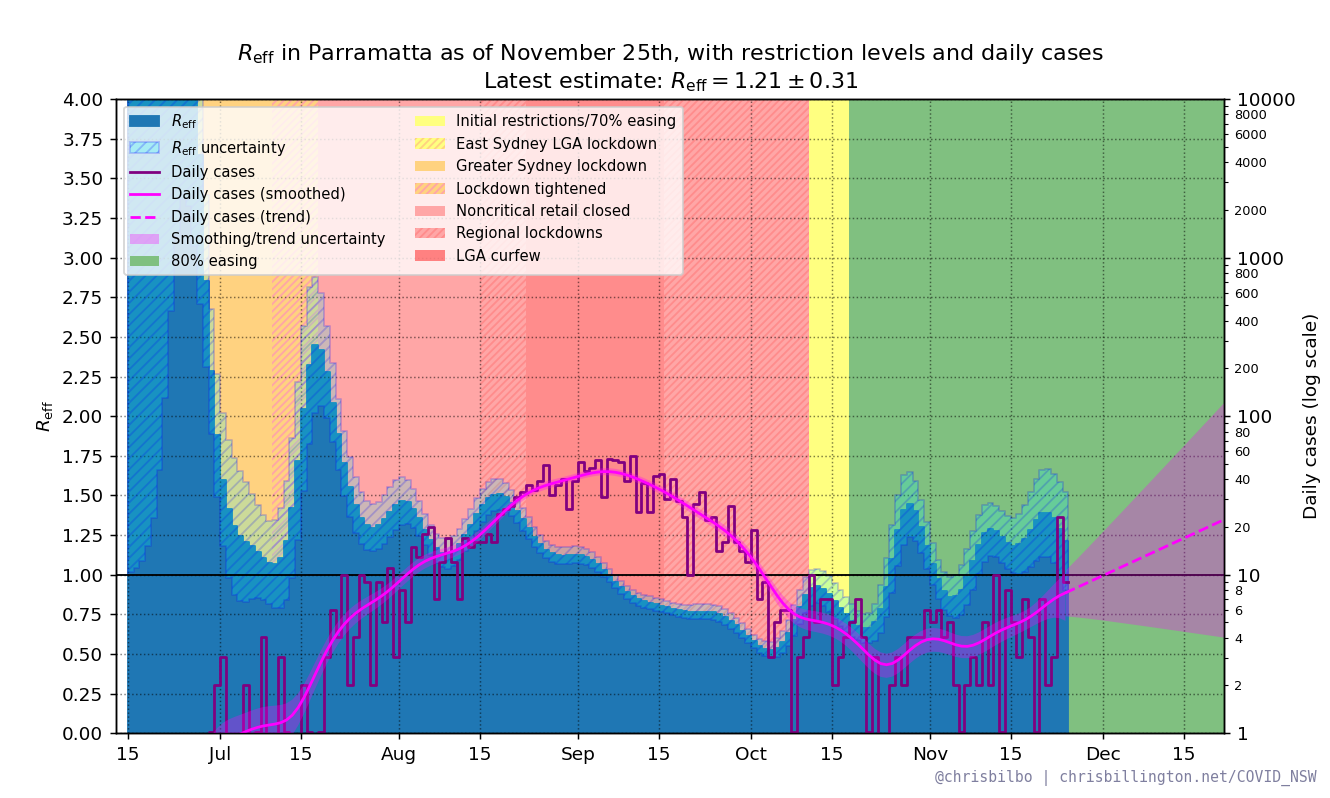 Reff in Parramatta as of November 25th, with restriction levels and daily cases
Latest estimate: Reff = 1.21 ± 0.31
Reff
4.00
3.75
3.50
3.25
3.00
2.75
2.50
2.25
2.00
1.75
1.50
1.25
1.00
0.75
0.50
0.25
0.00
Reff
Reff uncertainty
Daily cases
Daily cases (smoothed)
Daily cases (trend)
Smoothing/trend uncertainty
80% easing
Initial restrictions/70% easing
East Sydney LGA lockdown
Greater Sydney lockdown
Lockdown tightened
Noncritical retail closed
Regional lockdowns
LGA curfew
10000
8000
6000
4000
2000
1000
800
600
400
200
100
80
60
40
20
10
8
6
4
2
1
Daily cases (log scale)
15 Jul 15 Aug 15 Sep 15 Oct 15 Nov 15 Dec 15
@chrisbilbo | chrisbillington.net/COVID_NSW